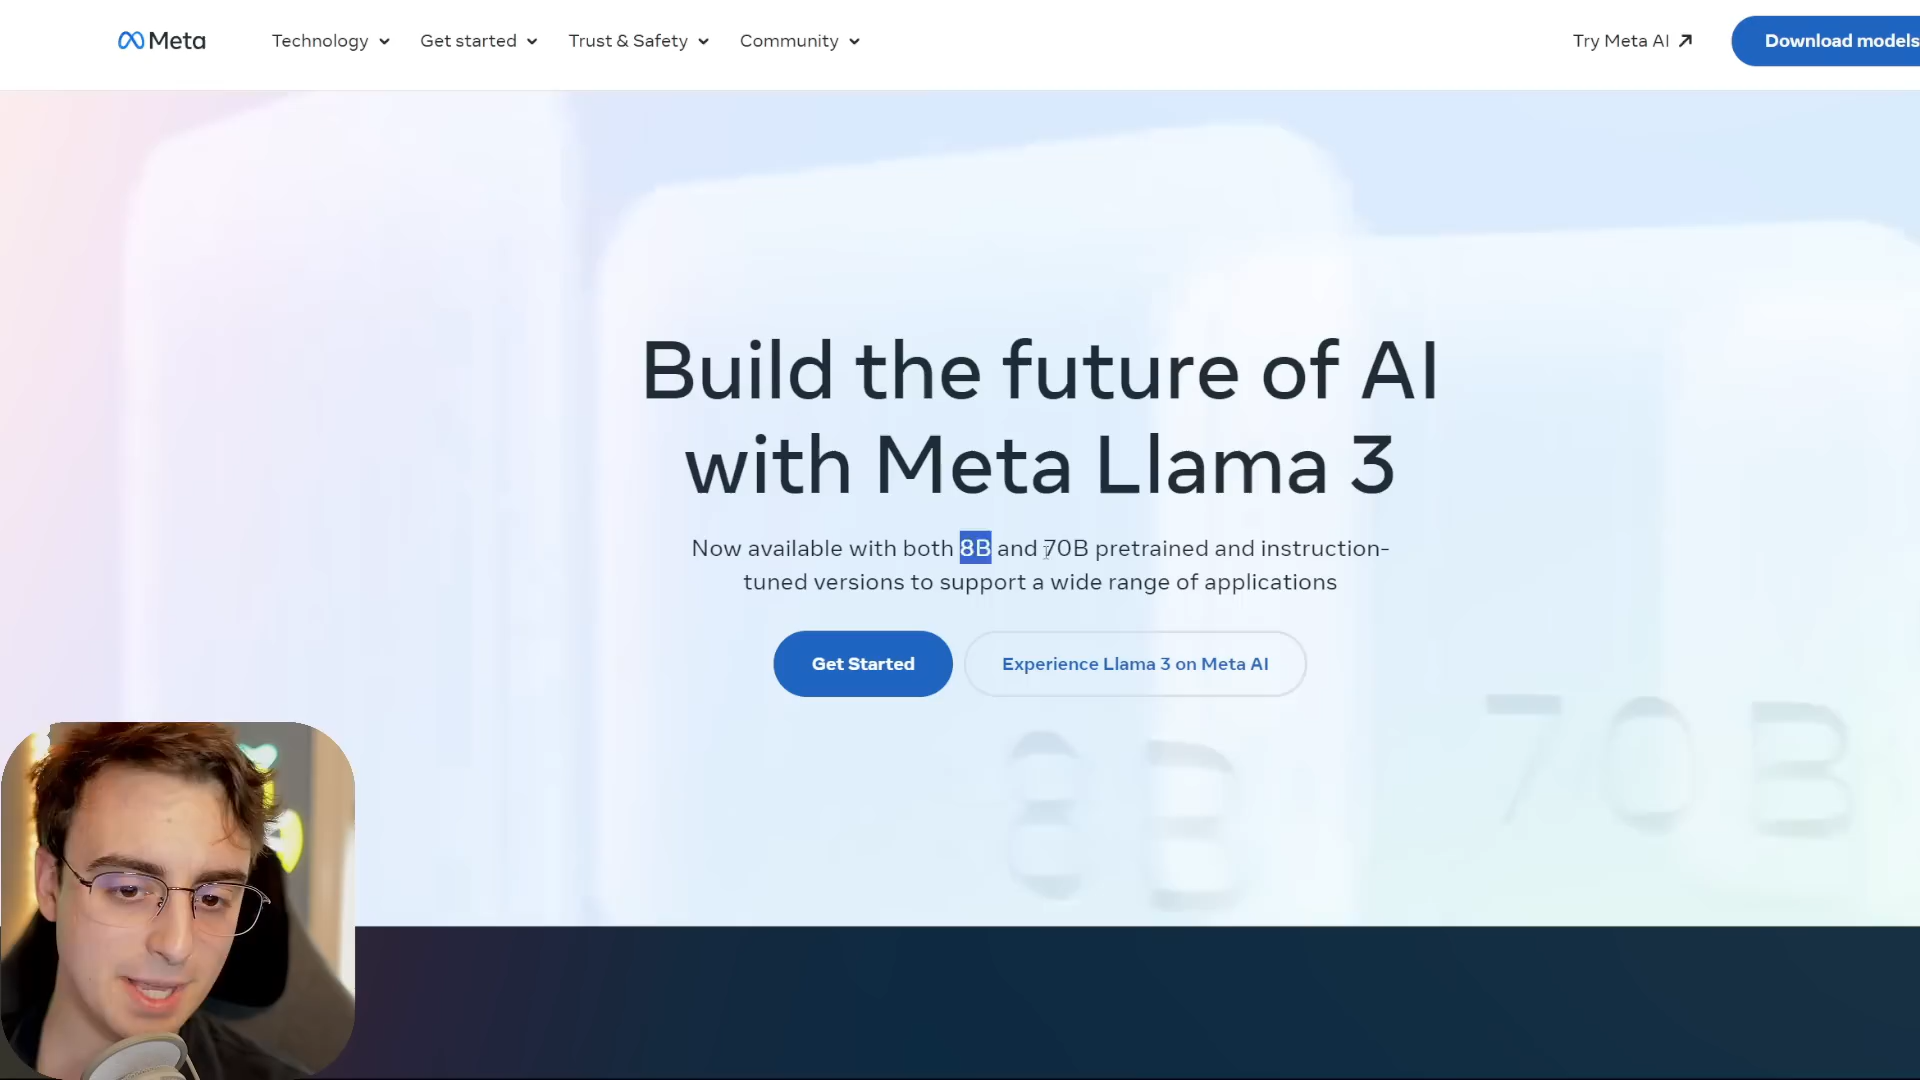 Meta
Technology
Get started
Trust & Safety
Community
Try Meta AI
Download models
Build the future of AI
with Meta Llama 3
Now available with both 8B and 70B pretrained and instruction-
tuned versions to support a wide range of applications
Get Started
Experience Llama 3 on Meta AI
8B
70B